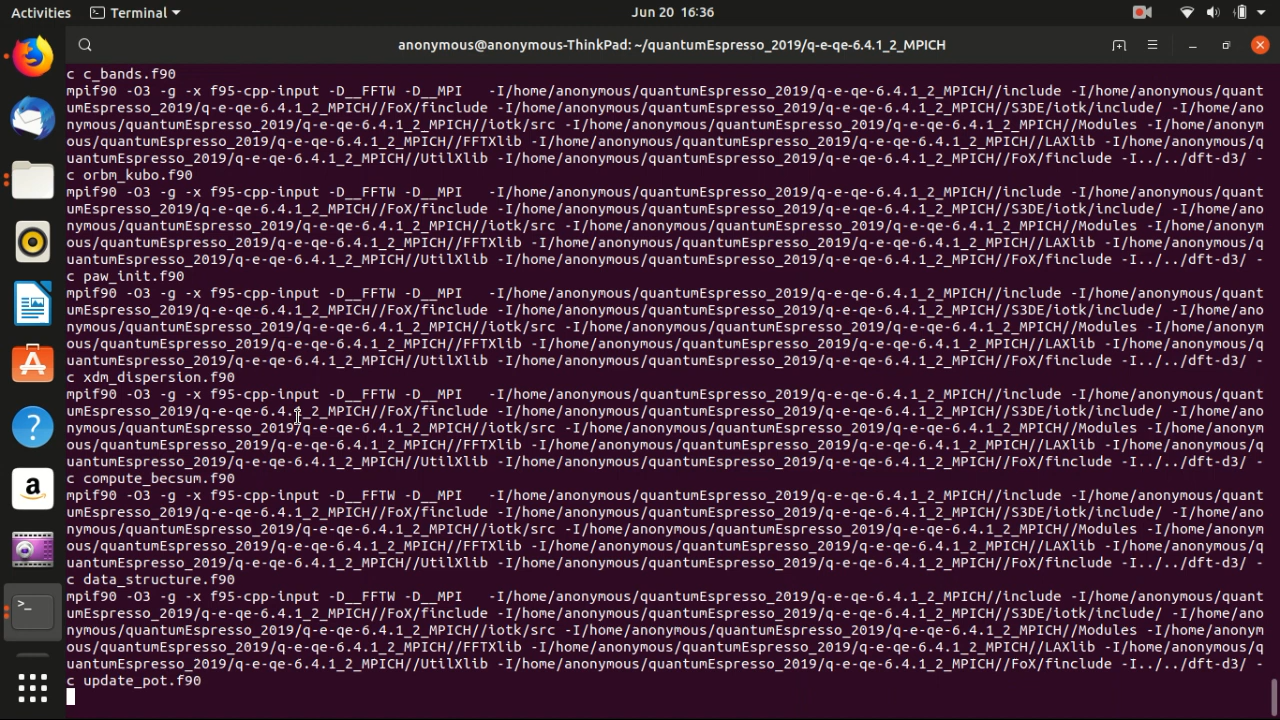 Activities
Terminal
Jun 20 16:36
anonymous@anonymous-ThinkPad: ~/quantumEspresso_2019/q-e-qe-6.4.1_2_MPICH
c c_bands.f90
mpif90 -O3 -g -x f95-cpp-input -D__FFTW -D__MPI   -I/home/anonymous/quantumEspresso_2019/q-e-qe-6.4.1_2_MPICH//include -I/home/anonymous/quant
umEspresso_2019/q-e-qe-6.4.1_2_MPICH//FoX/finclude -I/home/anonymous/quantumEspresso_2019/q-e-qe-6.4.1_2_MPICH//S3DE/iotk/include/ -I/home/ano
nymous/quantumEspresso_2019/q-e-qe-6.4.1_2_MPICH//iotk/src -I/home/anonymous/quantumEspresso_2019/q-e-qe-6.4.1_2_MPICH//Modules -I/home/anonym
ous/quantumEspresso_2019/q-e-qe-6.4.1_2_MPICH//FFTXlib -I/home/anonymous/quantumEspresso_2019/q-e-qe-6.4.1_2_MPICH//LAXlib -I/home/anonymous/q
uantumEspresso_2019/q-e-qe-6.4.1_2_MPICH//UtilXlib -I/home/anonymous/quantumEspresso_2019/q-e-qe-6.4.1_2_MPICH//FoX/finclude -I../../dft-d3/ -
c orbm_kubo.f90
mpif90 -O3 -g -x f95-cpp-input -D__FFTW -D__MPI   -I/home/anonymous/quantumEspresso_2019/q-e-qe-6.4.1_2_MPICH//include -I/home/anonymous/quant
umEspresso_2019/q-e-qe-6.4.1_2_MPICH//FoX/finclude -I/home/anonymous/quantumEspresso_2019/q-e-qe-6.4.1_2_MPICH//S3DE/iotk/include/ -I/home/ano
nymous/quantumEspresso_2019/q-e-qe-6.4.1_2_MPICH//iotk/src -I/home/anonymous/quantumEspresso_2019/q-e-qe-6.4.1_2_MPICH//Modules -I/home/anonym
ous/quantumEspresso_2019/q-e-qe-6.4.1_2_MPICH//FFTXlib -I/home/anonymous/quantumEspresso_2019/q-e-qe-6.4.1_2_MPICH//LAXlib -I/home/anonymous/q
uantumEspresso_2019/q-e-qe-6.4.1_2_MPICH//UtilXlib -I/home/anonymous/quantumEspresso_2019/q-e-qe-6.4.1_2_MPICH//FoX/finclude -I../../dft-d3/ -
c paw_init.f90
mpif90 -O3 -g -x f95-cpp-input -D__FFTW -D__MPI   -I/home/anonymous/quantumEspresso_2019/q-e-qe-6.4.1_2_MPICH//include -I/home/anonymous/quant
umEspresso_2019/q-e-qe-6.4.1_2_MPICH//FoX/finclude -I/home/anonymous/quantumEspresso_2019/q-e-qe-6.4.1_2_MPICH//S3DE/iotk/include/ -I/home/ano
nymous/quantumEspresso_2019/q-e-qe-6.4.1_2_MPICH//iotk/src -I/home/anonymous/quantumEspresso_2019/q-e-qe-6.4.1_2_MPICH//Modules -I/home/anonym
ous/quantumEspresso_2019/q-e-qe-6.4.1_2_MPICH//FFTXlib -I/home/anonymous/quantumEspresso_2019/q-e-qe-6.4.1_2_MPICH//LAXlib -I/home/anonymous/q
uantumEspresso_2019/q-e-qe-6.4.1_2_MPICH//UtilXlib -I/home/anonymous/quantumEspresso_2019/q-e-qe-6.4.1_2_MPICH//FoX/finclude -I../../dft-d3/ -
c xdm_dispersion.f90
mpif90 -O3 -g -x f95-cpp-input -D__FFTW -D__MPI   -I/home/anonymous/quantumEspresso_2019/q-e-qe-6.4.1_2_MPICH//include -I/home/anonymous/quant
umEspresso_2019/q-e-qe-6.4.1_2_MPICH//FoX/finclude -I/home/anonymous/quantumEspresso_2019/q-e-qe-6.4.1_2_MPICH//S3DE/iotk/include/ -I/home/ano
nymous/quantumEspresso_2019/q-e-qe-6.4.1_2_MPICH//iotk/src -I/home/anonymous/quantumEspresso_2019/q-e-qe-6.4.1_2_MPICH//Modules -I/home/anonym
ous/quantumEspresso_2019/q-e-qe-6.4.1_2_MPICH//FFTXlib -I/home/anonymous/quantumEspresso_2019/q-e-qe-6.4.1_2_MPICH//LAXlib -I/home/anonymous/q
uantumEspresso_2019/q-e-qe-6.4.1_2_MPICH//UtilXlib -I/home/anonymous/quantumEspresso_2019/q-e-qe-6.4.1_2_MPICH//FoX/finclude -I../../dft-d3/ -
c compute_becsum.f90
mpif90 -O3 -g -x f95-cpp-input -D__FFTW -D__MPI   -I/home/anonymous/quantumEspresso_2019/q-e-qe-6.4.1_2_MPICH//include -I/home/anonymous/quant
umEspresso_2019/q-e-qe-6.4.1_2_MPICH//FoX/finclude -I/home/anonymous/quantumEspresso_2019/q-e-qe-6.4.1_2_MPICH//S3DE/iotk/include/ -I/home/ano
nymous/quantumEspresso_2019/q-e-qe-6.4.1_2_MPICH//iotk/src -I/home/anonymous/quantumEspresso_2019/q-e-qe-6.4.1_2_MPICH//Modules -I/home/anonym
ous/quantumEspresso_2019/q-e-qe-6.4.1_2_MPICH//FFTXlib -I/home/anonymous/quantumEspresso_2019/q-e-qe-6.4.1_2_MPICH//LAXlib -I/home/anonymous/q
uantumEspresso_2019/q-e-qe-6.4.1_2_MPICH//UtilXlib -I/home/anonymous/quantumEspresso_2019/q-e-qe-6.4.1_2_MPICH//FoX/finclude -I../../dft-d3/ -
c data_structure.f90
mpif90 -O3 -g -x f95-cpp-input -D__FFTW -D__MPI   -I/home/anonymous/quantumEspresso_2019/q-e-qe-6.4.1_2_MPICH//include -I/home/anonymous/quant
umEspresso_2019/q-e-qe-6.4.1_2_MPICH//FoX/finclude -I/home/anonymous/quantumEspresso_2019/q-e-qe-6.4.1_2_MPICH//S3DE/iotk/include/ -I/home/ano
nymous/quantumEspresso_2019/q-e-qe-6.4.1_2_MPICH//iotk/src -I/home/anonymous/quantumEspresso_2019/q-e-qe-6.4.1_2_MPICH//Modules -I/home/anonym
ous/quantumEspresso_2019/q-e-qe-6.4.1_2_MPICH//FFTXlib -I/home/anonymous/quantumEspresso_2019/q-e-qe-6.4.1_2_MPICH//LAXlib -I/home/anonymous/q
uantumEspresso_2019/q-e-qe-6.4.1_2_MPICH//UtilXlib -I/home/anonymous/quantumEspresso_2019/q-e-qe-6.4.1_2_MPICH//FoX/finclude -I../../dft-d3/ -
c update_pot.f90